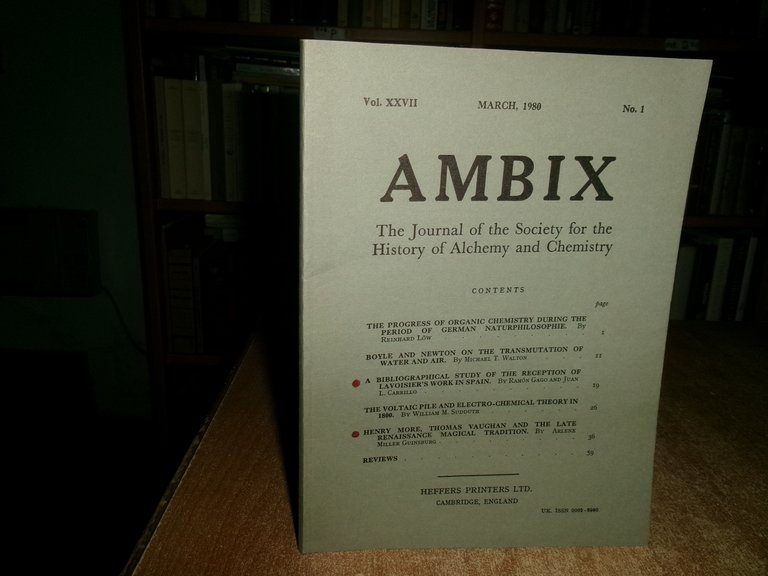 Vol. XXVII MARCH, 1980 No. 1
AMBIX
The Journal of the Society for the
History of Alchemy and Chemistry
CONTENTS
page
THE PROGRESS OF ORGANIC CHEMISTRY DURING THE
PERIOD OF GERMAN NATURPHILOSOPHIE. By
REINHARD LÖW 1
BOYLE AND NEWTON ON THE TRANSMUTATION OF
WATER AND AIR. By MICHAEL T. WALTON 11
A BIBLIOGRAPHICAL STUDY OF THE RECEPTION OF
LAVOISIER'S WORK IN SPAIN. By RAMÓN GAGO AND JUAN
L. CARRILLO 19
THE VOLTAIC PILE AND ELECTRO-CHEMICAL THEORY IN
1800. By WILLIAM M. SUDDUTH 26
HENRY MORE, THOMAS VAUGHAN AND THE LATE
RENAISSANCE MAGICAL TRADITION. By ARLENE
MILLER GUINSBURG 36
REVIEWS 59
HEFFERS PRINTERS LTD.
CAMBRIDGE, ENGLAND
UK. ISSN